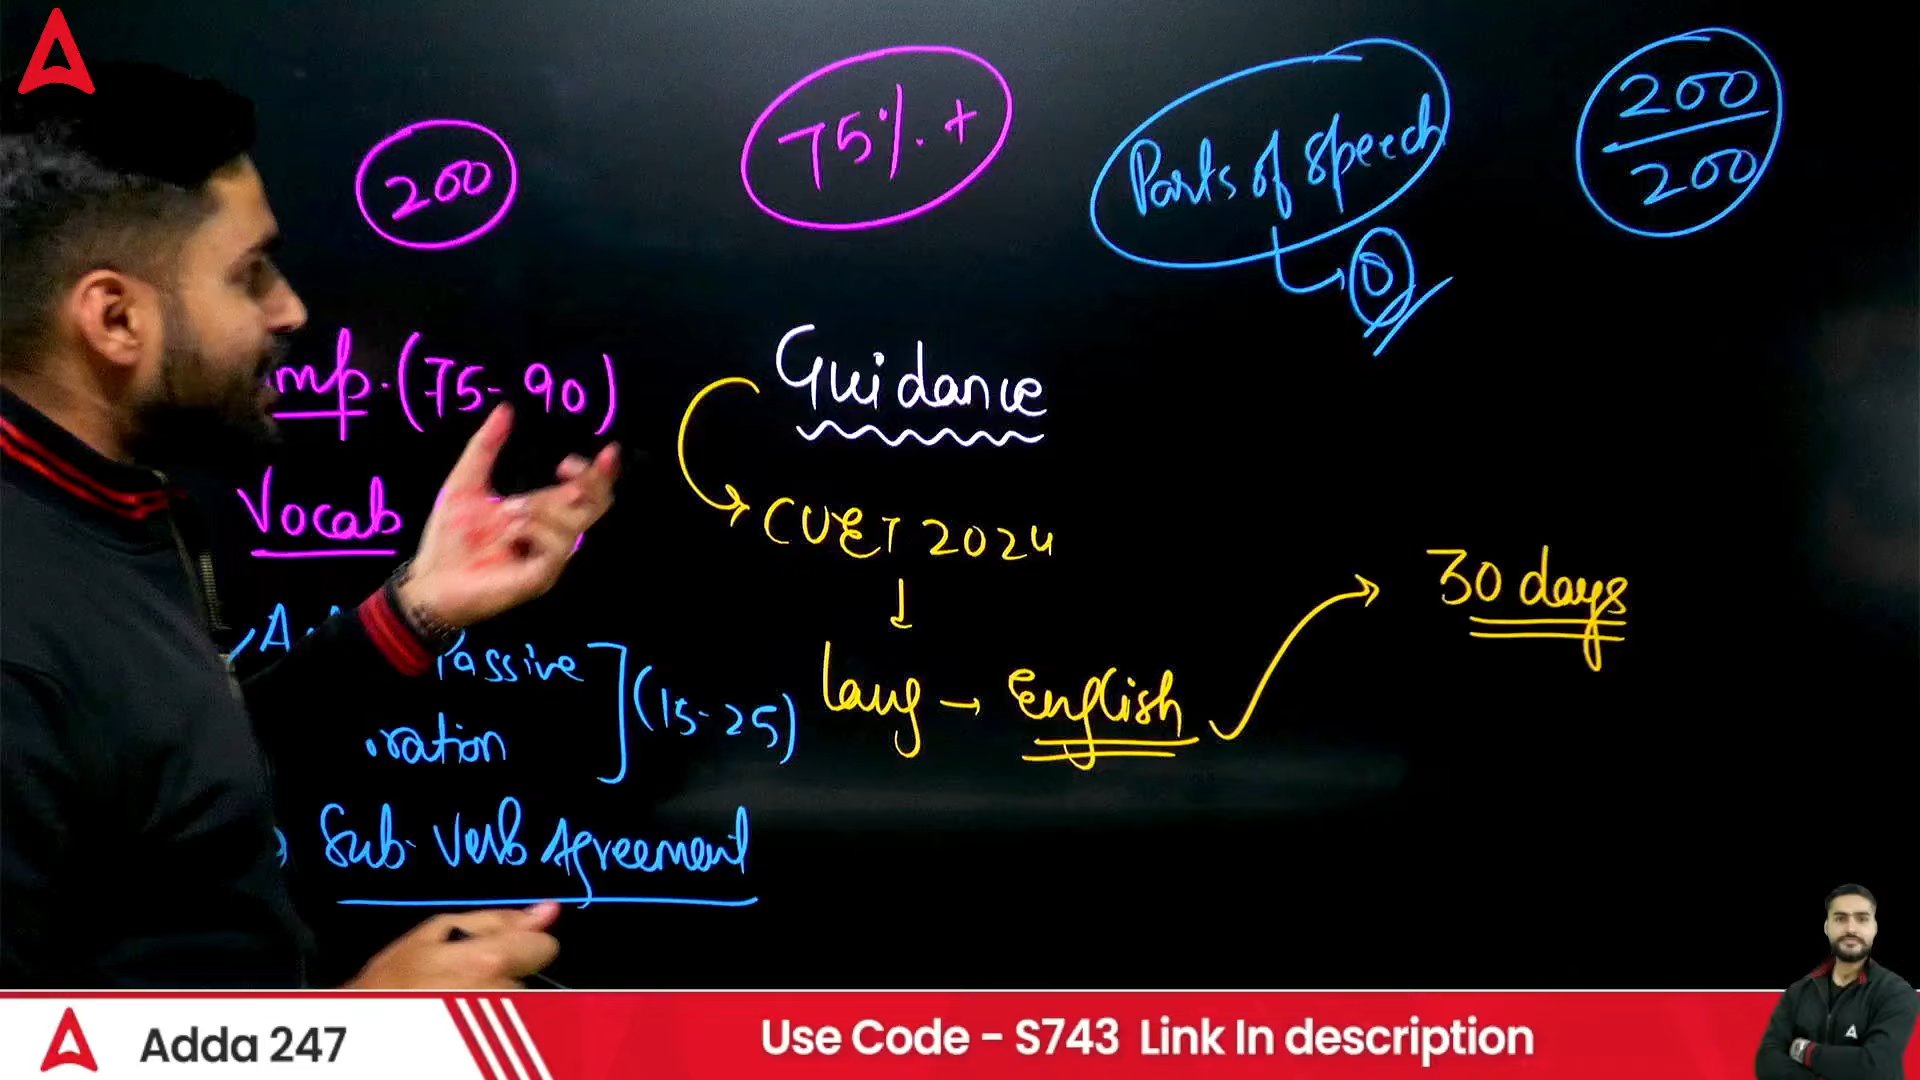 200
75%.+
Parts of speech
8
200
200
(75-90)
Guidance
Vocab
CUET 2024
30 days
Passive
(15-25)
Lang → English
Sub. Verb Agreement
Adda 247
Use Code - S743 Link In description